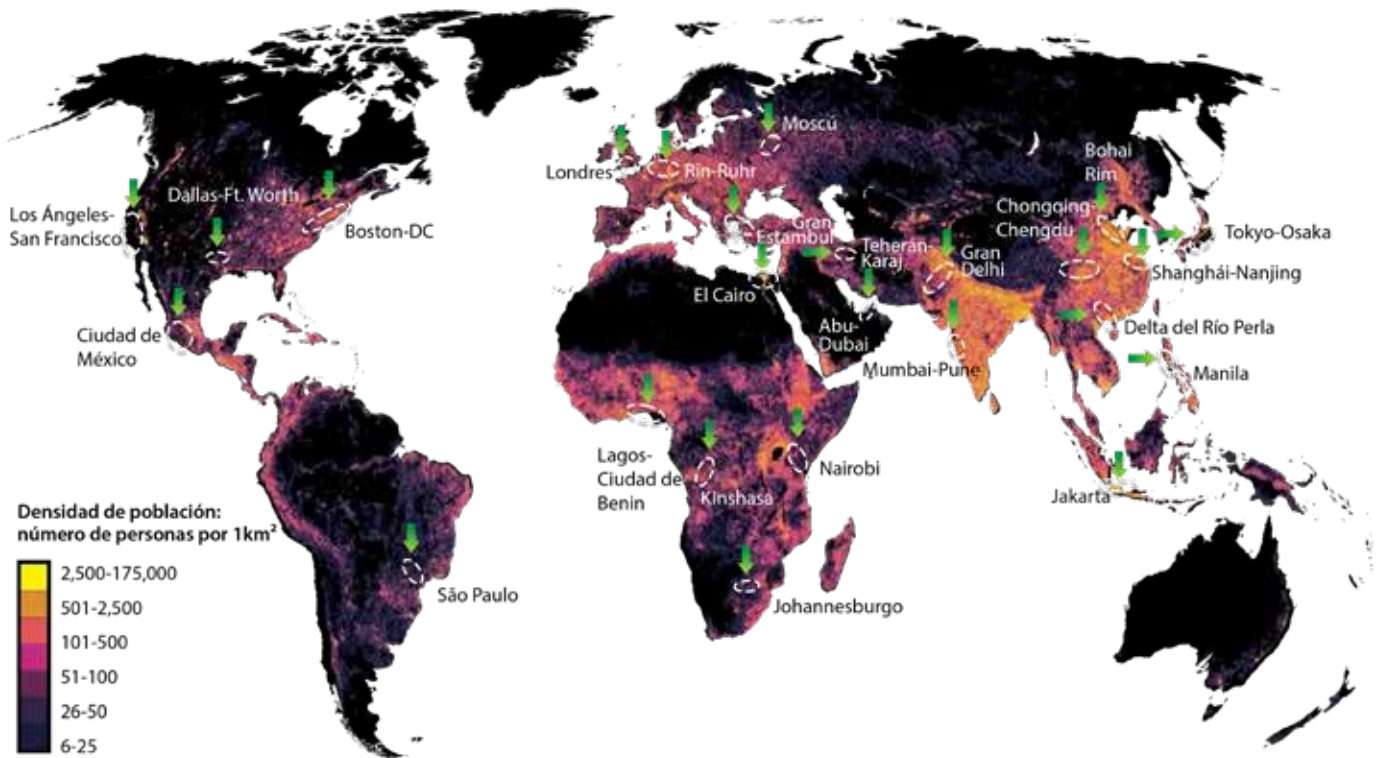 Moscú
Londres
Rin-Ruhr
Bohai
Rim
Dallas-Ft. Worth
Los Ángeles-
San Francisco
Boston-DC
Gran
Estambul
Teherán-
Karaj
Gran
Delhi
Chongqing-
Chengdu
Tokyo-Osaka
Shanghái-Nanjing
El Cairo
Ciudad de
México
Abu-
Dubai
Mumbai-Pune
Delta del Río Perla
Manila
Lagos-
Ciudad de
Benin
Kinshasa
Nairobi
Jakarta
São Paulo
Johannesburgo
Densidad de población:
número de personas por 1km²
2,500-175,000
501-2,500
101-500
51-100
26-50
6-25